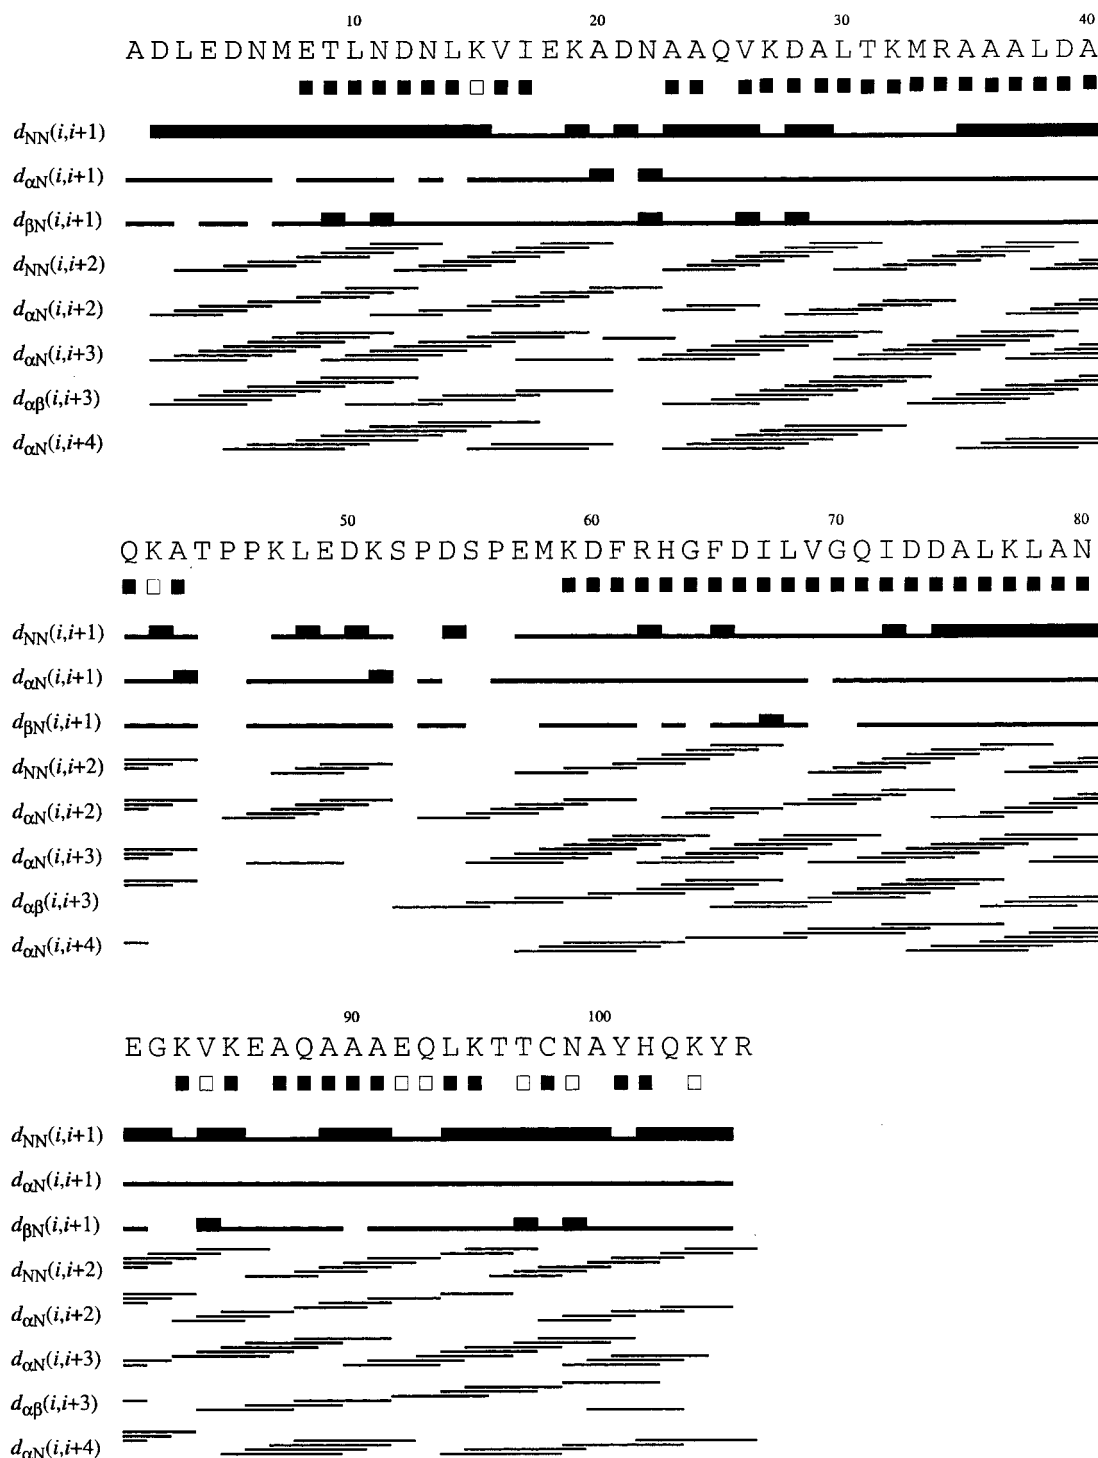 10 20 30 40
A D L E D N M E T L N D N L K V I E K A D N A A Q V K D A L T K M R A A A L D A
dNN(i,i+1)
dαN(i,i+1)
dβN(i,i+1)
dNN(i,i+2)
dαN(i,i+2)
dαN(i,i+3)
dαβ(i,i+3)
dαN(i,i+4)
50 60 70 80
Q K A T P P K L E D K S P D S P E M K D F R H G F D I L V G Q I D D A L K L A N
dNN(i,i+1)
dαN(i,i+1)
dβN(i,i+1)
dNN(i,i+2)
dαN(i,i+2)
dαN(i,i+3)
dαβ(i,i+3)
dαN(i,i+4)
90 100
E G K V K E A Q A A A E Q L K T T C N A Y H Q K Y R
dNN(i,i+1)
dαN(i,i+1)
dβN(i,i+1)
dNN(i,i+2)
dαN(i,i+2)
dαN(i,i+3)
dαβ(i,i+3)
dαN(i,i+4)